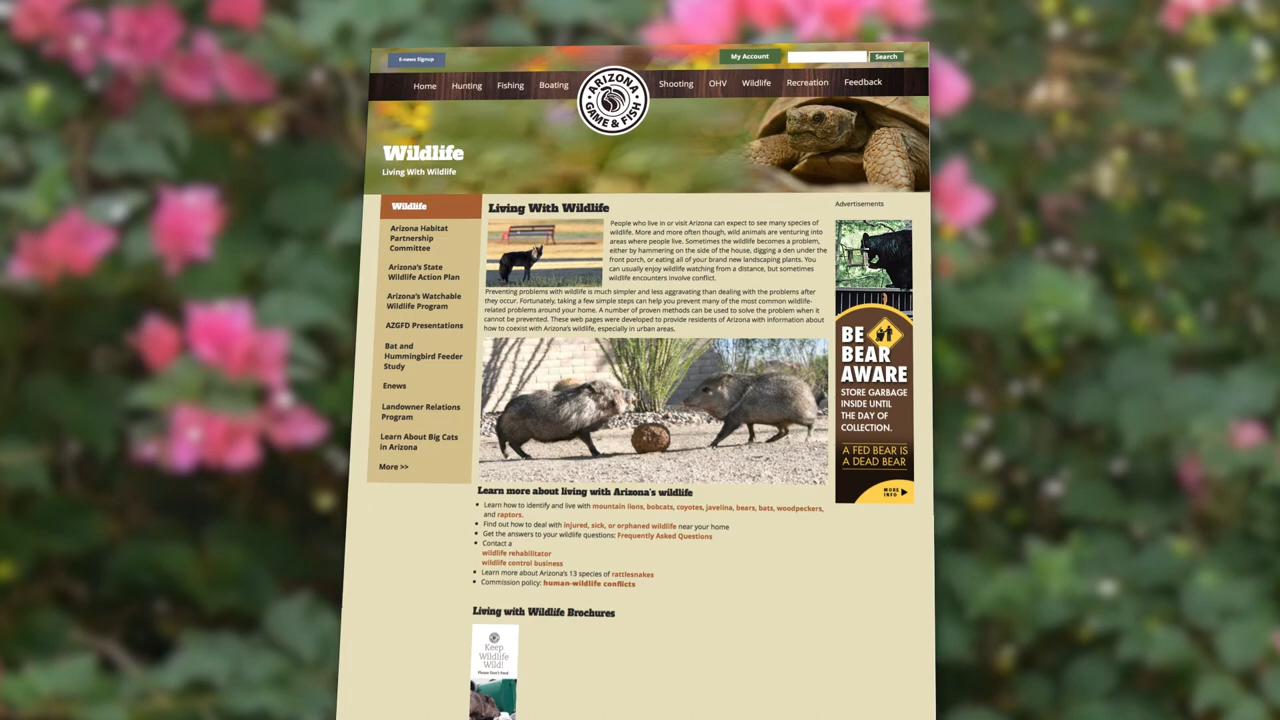 E-news Signup
My Account
Search
Home
Hunting
Fishing
Boating
ARIZONA
GAME & FISH
Shooting
OHV
Wildlife
Recreation
Feedback
Wildlife
Living With Wildlife
Wildlife
Arizona Habitat
Partnership
Committee
Arizona's State
Wildlife Action Plan
Arizona's Watchable
Wildlife Program
AZGFD Presentations
Bat and
Hummingbird Feeder
Study
Enews
Landowner Relations
Program
Learn About Big Cats
in Arizona
More >>
Living With Wildlife
People who live in or visit Arizona can expect to see many species of
wildlife. More and more often though, wild animals are venturing into
areas where people live. Sometimes the wildlife becomes a problem,
either by hammering on the side of the house, digging a den under the
front porch, or eating all of your brand new landscaping plants. You
can usually enjoy wildlife watching from a distance, but sometimes
wildlife encounters involve conflict.
Preventing problems with wildlife is much simpler and less aggravating than dealing with the problems after
they occur. Fortunately, taking a few simple steps can help you prevent many of the most common wildlife-
related problems around your home. A number of proven methods can be used to solve the problem when it
cannot be prevented. These web pages were developed to provide residents of Arizona with information about
how to coexist with Arizona's wildlife, especially in urban areas.
Learn more about living with Arizona's wildlife
• Learn how to identify and live with mountain lions, bobcats, coyotes, javelina, bears, bats, woodpeckers,
and raptors.
• Find out how to deal with injured, sick, or orphaned wildlife near your home
• Get the answers to your wildlife questions: Frequently Asked Questions
• Contact a
wildlife rehabilitator
wildlife control business
• Learn more about Arizona's 13 species of rattlesnakes
• Commission policy: human-wildlife conflicts
Living with Wildlife Brochures
Keep
Wildlife
Wild!
Please Don't Feed
Advertisements
BE
BEAR
AWARE
STORE GARBAGE
INSIDE UNTIL
THE DAY OF
COLLECTION.
A FED BEAR IS
A DEAD BEAR
MORE
INFO